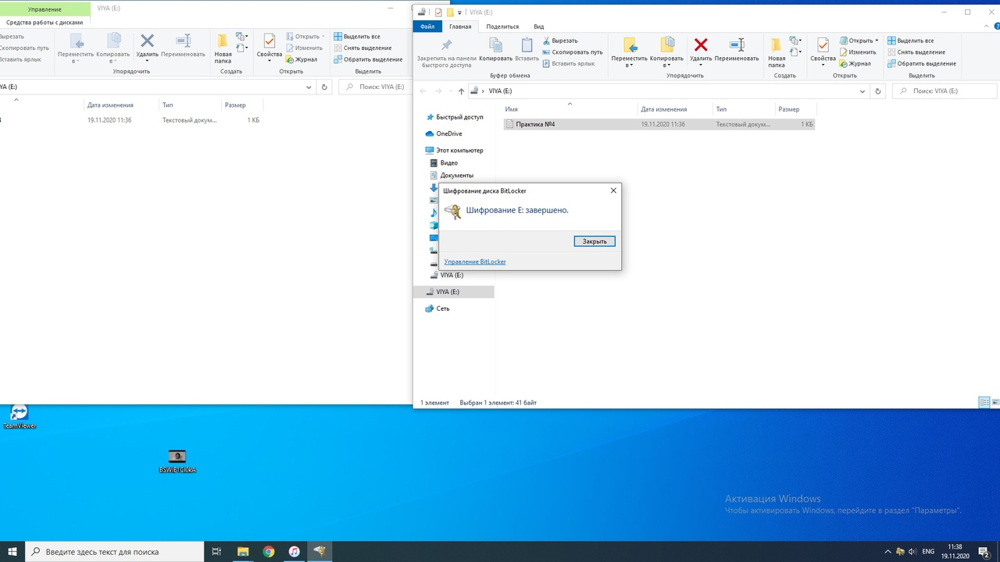 Управление
VIYA (E:)
Средства работы с дисками
Вырезать
Скопировать путь
Вставить ярлык
Переместить в
Копировать в
Удалить
Переименовать
Упорядочить
Новая папка
Создать
Свойства
Открыть
Изменить
Журнал
Открыть
Выделить все
Снять выделение
Обратить выделение
Поиск: VIYA (E:)
Дата изменения
Тип
Размер
19.11.2020 11:36
Текстовый докум...
1 КБ
VIYA (E:)
Файл
Главная
Поделиться
Вид
Закрепить на панели быстрого доступа
Копировать
Вставить
Вырезать
Скопировать путь
Вставить ярлык
Буфер обмена
Переместить в
Копировать в
Удалить
Переименовать
Упорядочить
Новая папка
Создать
Свойства
Открыть
Изменить
Журнал
Открыть
Выделить все
Снять выделение
Обратить выделение
Выделить
VIYA (E:)
Поиск: VIYA (E:)
Имя
Дата изменения
Тип
Размер
Практика №4
19.11.2020 11:36
Текстовый докум...
1 КБ
Быстрый доступ
OneDrive
Этот компьютер
Видео
Документы
Шифрование диска BitLocker
Шифрование E: завершено.
Закрыть
Управление BitLocker
VIYA (E:)
VIYA (E:)
Сеть
1 элемент
Выбран 1 элемент: 41 байт
TeamViewer
Активация Windows
Чтобы активировать Windows, перейдите в раздел "Параметры".
Введите здесь текст для поиска
ENG
11:38
19.11.2020
2